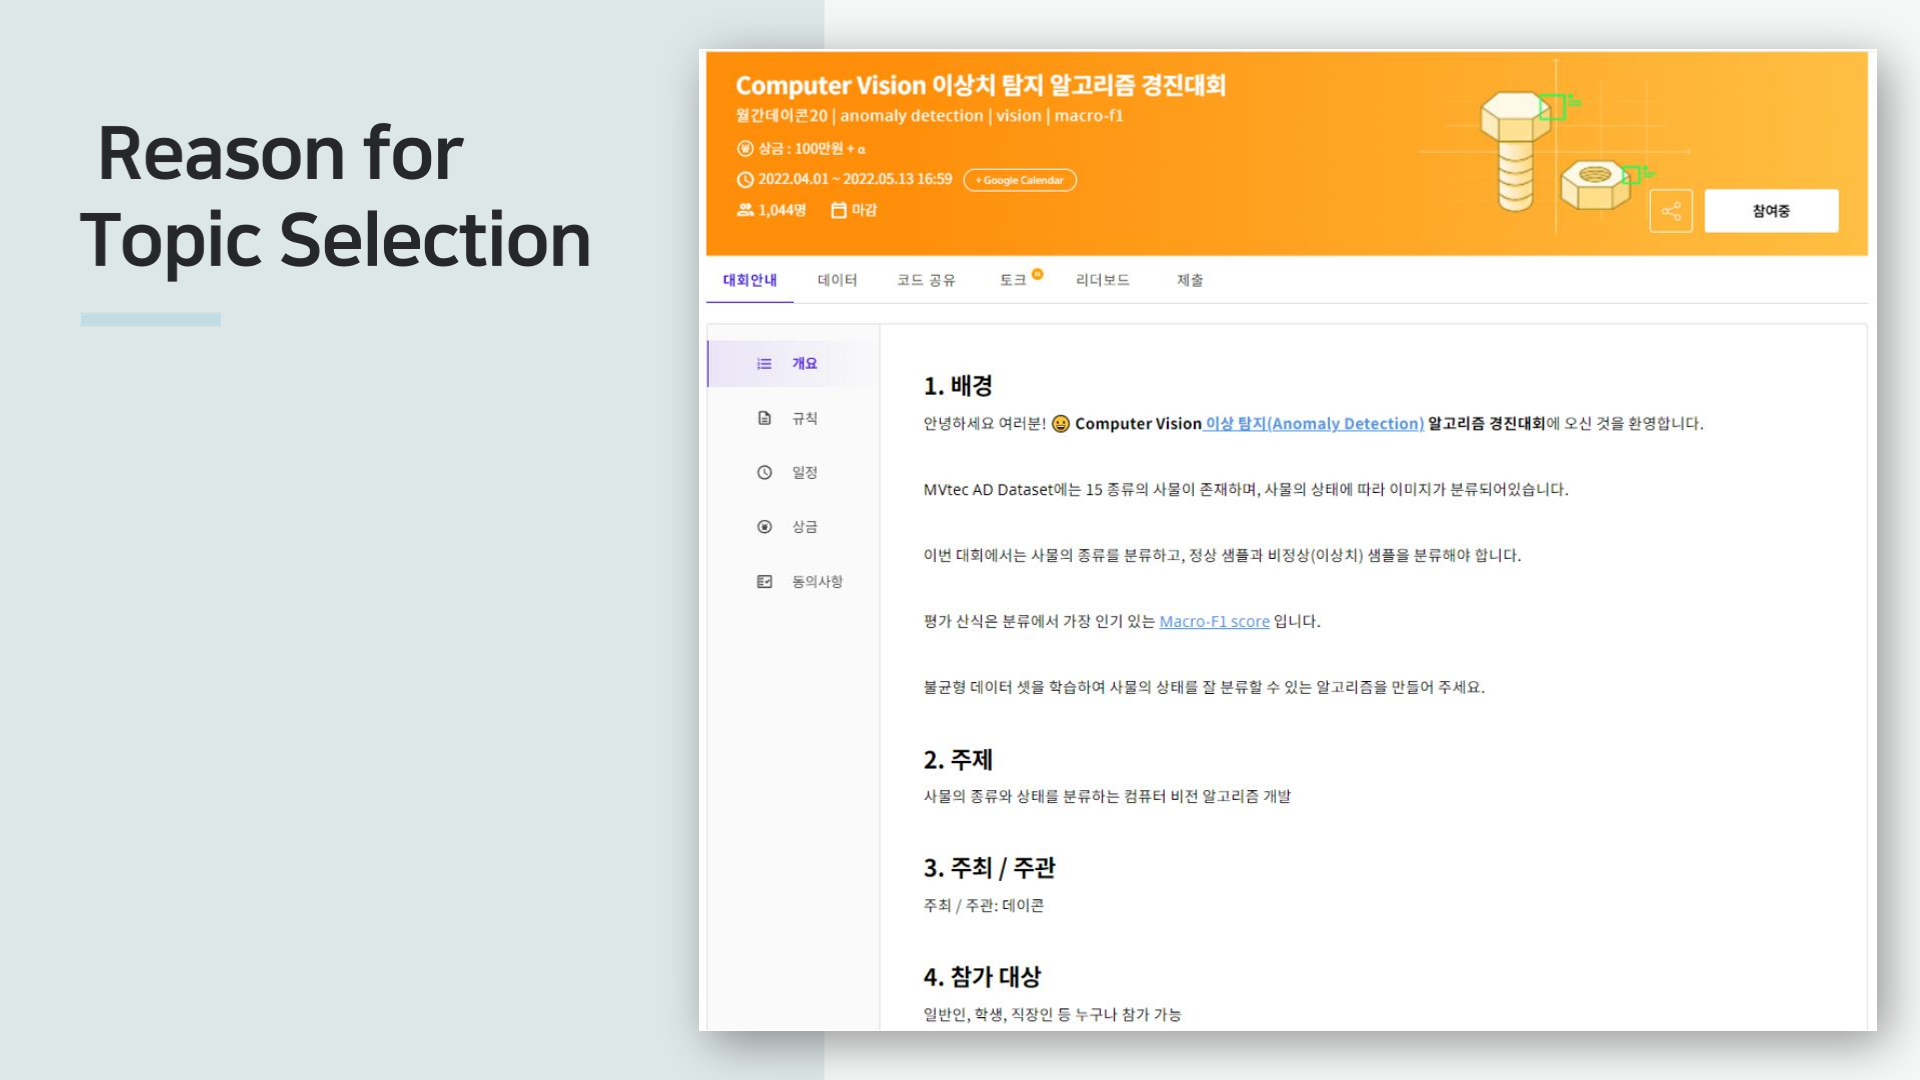 Reason for
Topic Selection
Computer Vision 이상치 탐지 알고리즘 경진대회
월간데이콘20 | anomaly detection | vision | macro-f1
상금 : 100만원 + α
2022.04.01 ~ 2022.05.13 16:59 + Google Calendar
1,044명 마감
참여중
대회안내 데이터 코드 공유 토크 N 리더보드 제출
개요
규칙
일정
상금
동의사항
1. 배경
안녕하세요 여러분! 😀 Computer Vision 이상 탐지(Anomaly Detection) 알고리즘 경진대회에 오신 것을 환영합니다.
MVtec AD Dataset에는 15 종류의 사물이 존재하며, 사물의 상태에 따라 이미지가 분류되어있습니다.
이번 대회에서는 사물의 종류를 분류하고, 정상 샘플과 비정상(이상치) 샘플을 분류해야 합니다.
평가 산식은 분류에서 가장 인기 있는 Macro-F1 score 입니다.
불균형 데이터 셋을 학습하여 사물의 상태를 잘 분류할 수 있는 알고리즘을 만들어 주세요.
2. 주제
사물의 종류와 상태를 분류하는 컴퓨터 비전 알고리즘 개발
3. 주최 / 주관
주최 / 주관: 데이콘
4. 참가 대상
일반인, 학생, 직장인 등 누구나 참가 가능